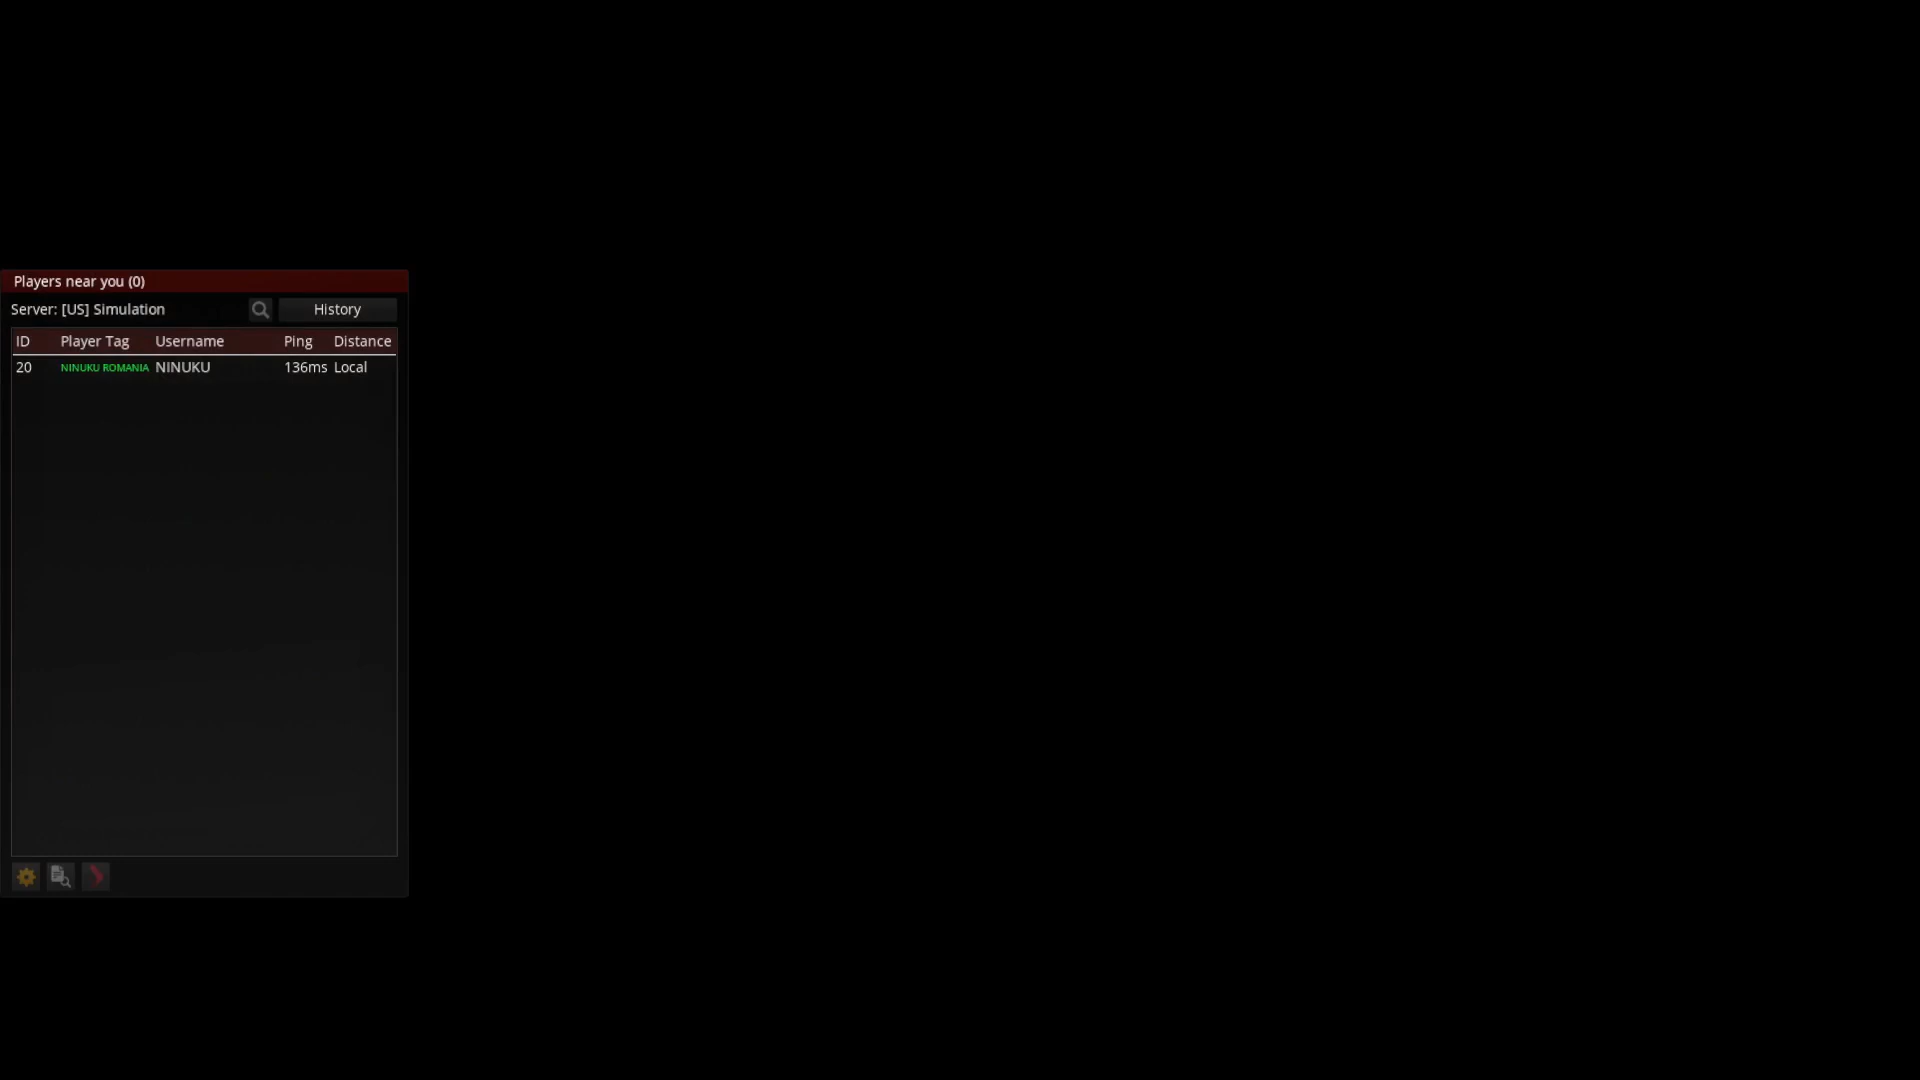 Players near you (0)
Server: [US] Simulation History
ID Player Tag Username Ping Distance
20 NINUKU ROMANIA NINUKU 136ms Local